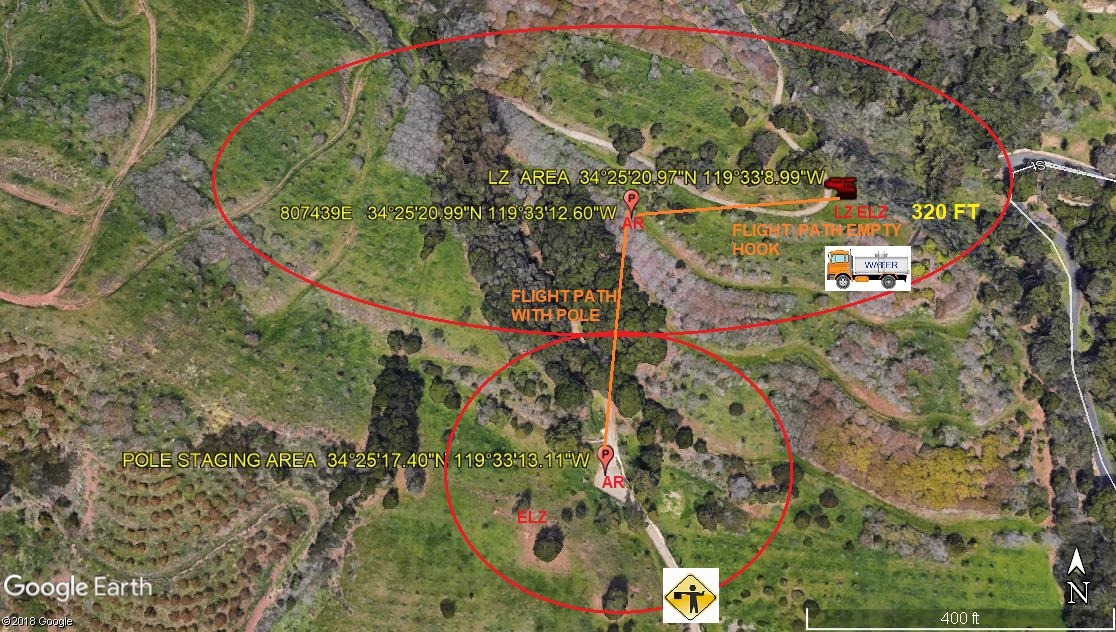 LZ AREA 34°25'20.97"N 119°33'8.99"W
P
807439E 34°25'20.99"N 119°33'12.60"W
AR
LZ ELZ
320 FT
FLIGHT PATH EMPTY
HOOK
WATER
FLIGHT PATH
WITH POLE
POLE STAGING AREA 34°25'17.40"N 119°33'13.11"W
P
AR
ELZ
Google Earth
©2018 Google
N
400 ft